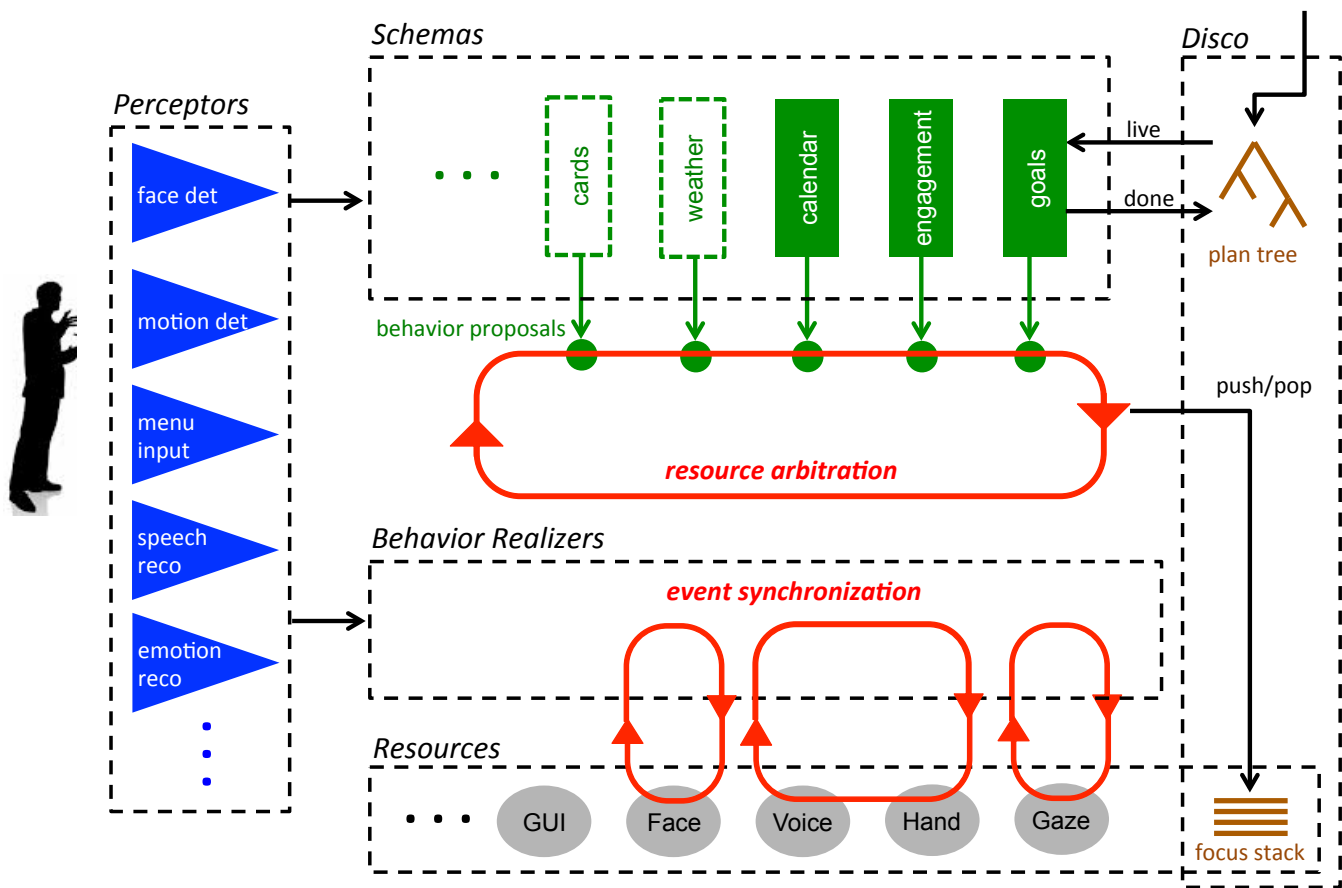 Schemas
Disco
Perceptors
face det
motion det
menu
input
speech
reco
emotion
reco
cards
weather
calendar
engagement
goals
live
done
plan tree
behavior proposals
push/pop
resource arbitration
Behavior Realizers
event synchronization
Resources
GUI
Face
Voice
Hand
Gaze
focus stack